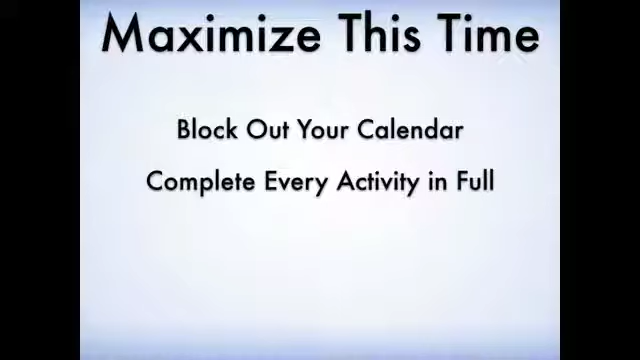 Maximize This Time
Block Out Your Calendar
Complete Every Activity in Full